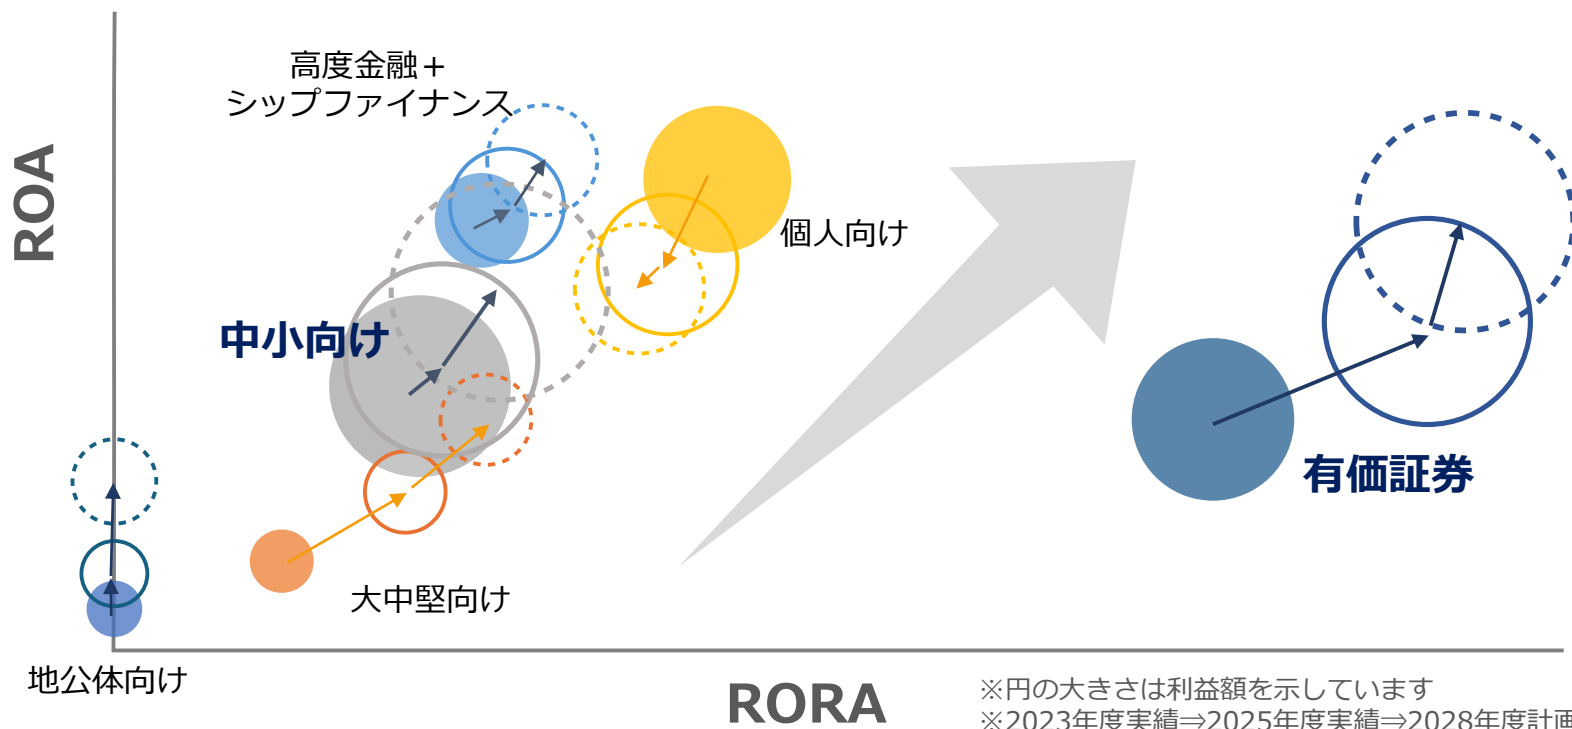 高度金融＋
シップファイナンス
ROA
個人向け
中小向け
有価証券
大中堅向け
地公体向け
RORA
※円の大きさは利益額を示しています
※2023年度実績⇒2025年度実績⇒2028年度計画